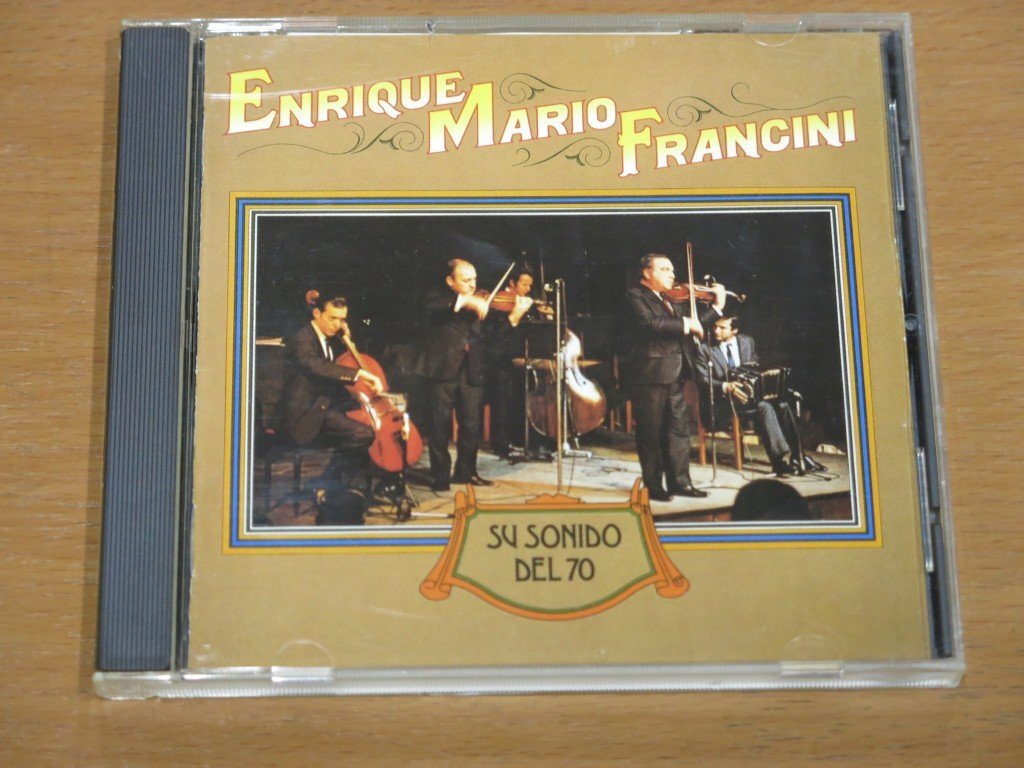 ENRIQUE MARIO FRANCINI
SU SONIDO
DEL 70